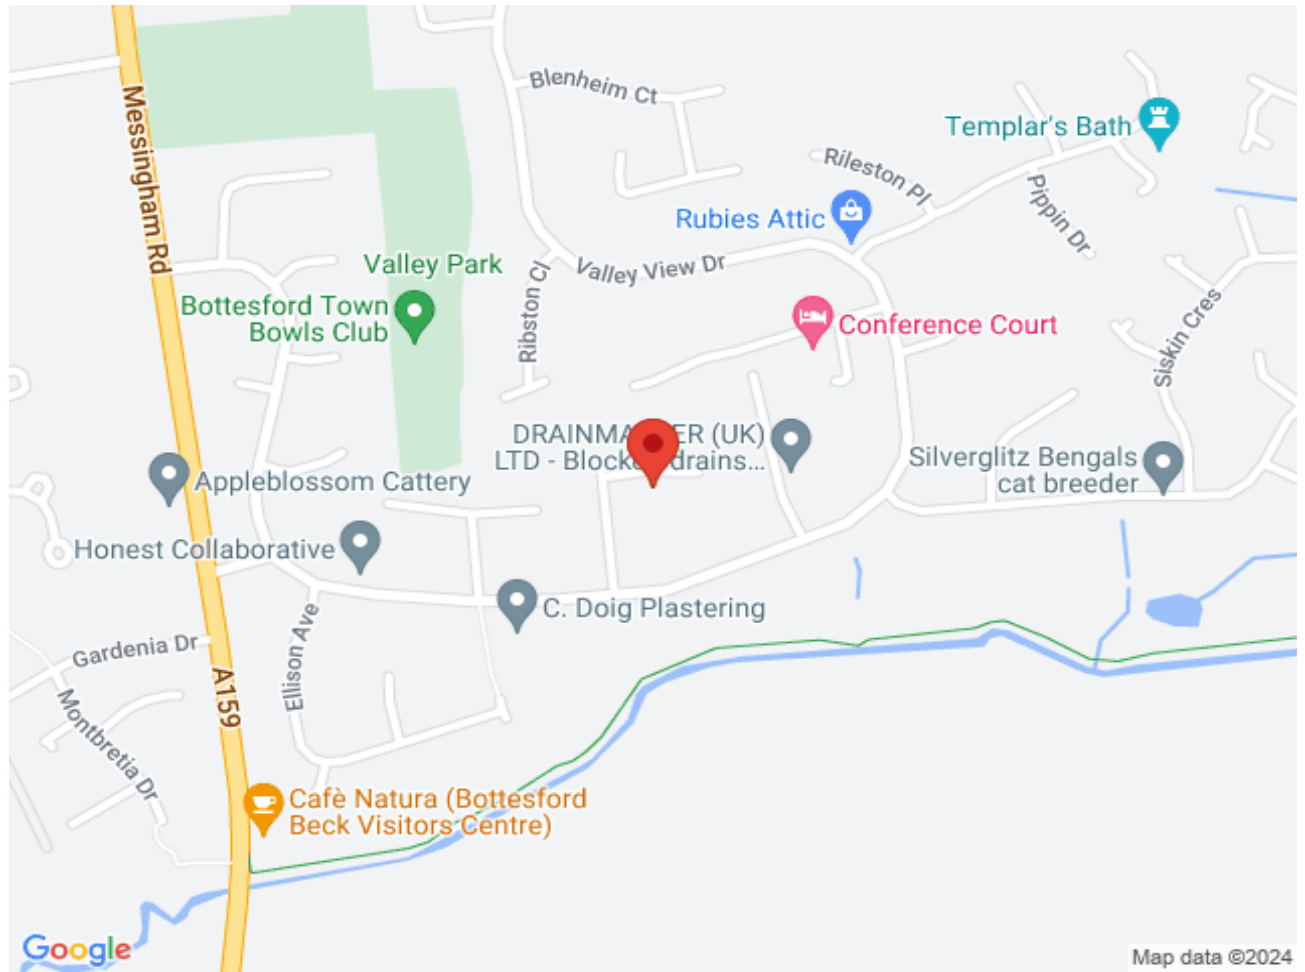 Blenheim Ct
Messingham Rd
Templar's Bath
Rileston Pl
Pippin Dr
Rubies Attic
Valley View Dr
Valley Park
Bottesford Town
Bowls Club
Ribston Cl
Conference Court
Siskin Cres
(UK)
LTD
drains...
Silverglitz Bengals
cat breeder
Appleblossom Cattery
Honest Collaborative
C. Doig Plastering
Gardenia Dr
Ellison Ave
A159
Montbretia Dr
Cafè Natura (Bottesford
Beck Visitors Centre)
Google
Map data ©2024